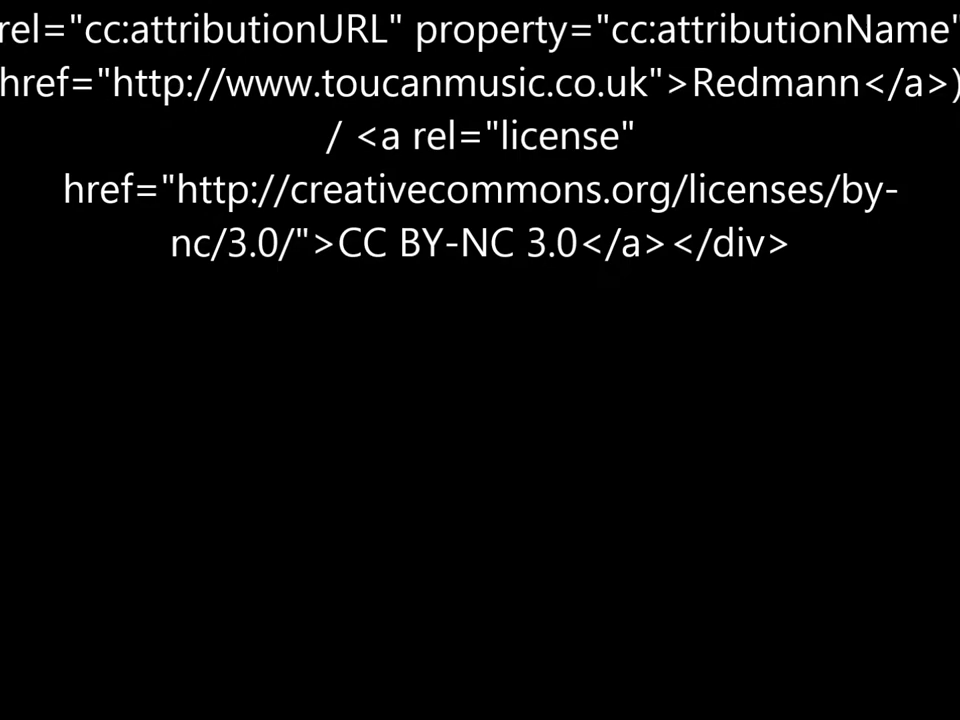 rel="cc:attributionURL" property="cc:attributionName"
href="http://www.toucanmusic.co.uk">Redmann</a>)
/ <a rel="license"
href="http://creativecommons.org/licenses/by-
nc/3.0/">CC BY-NC 3.0</a></div>